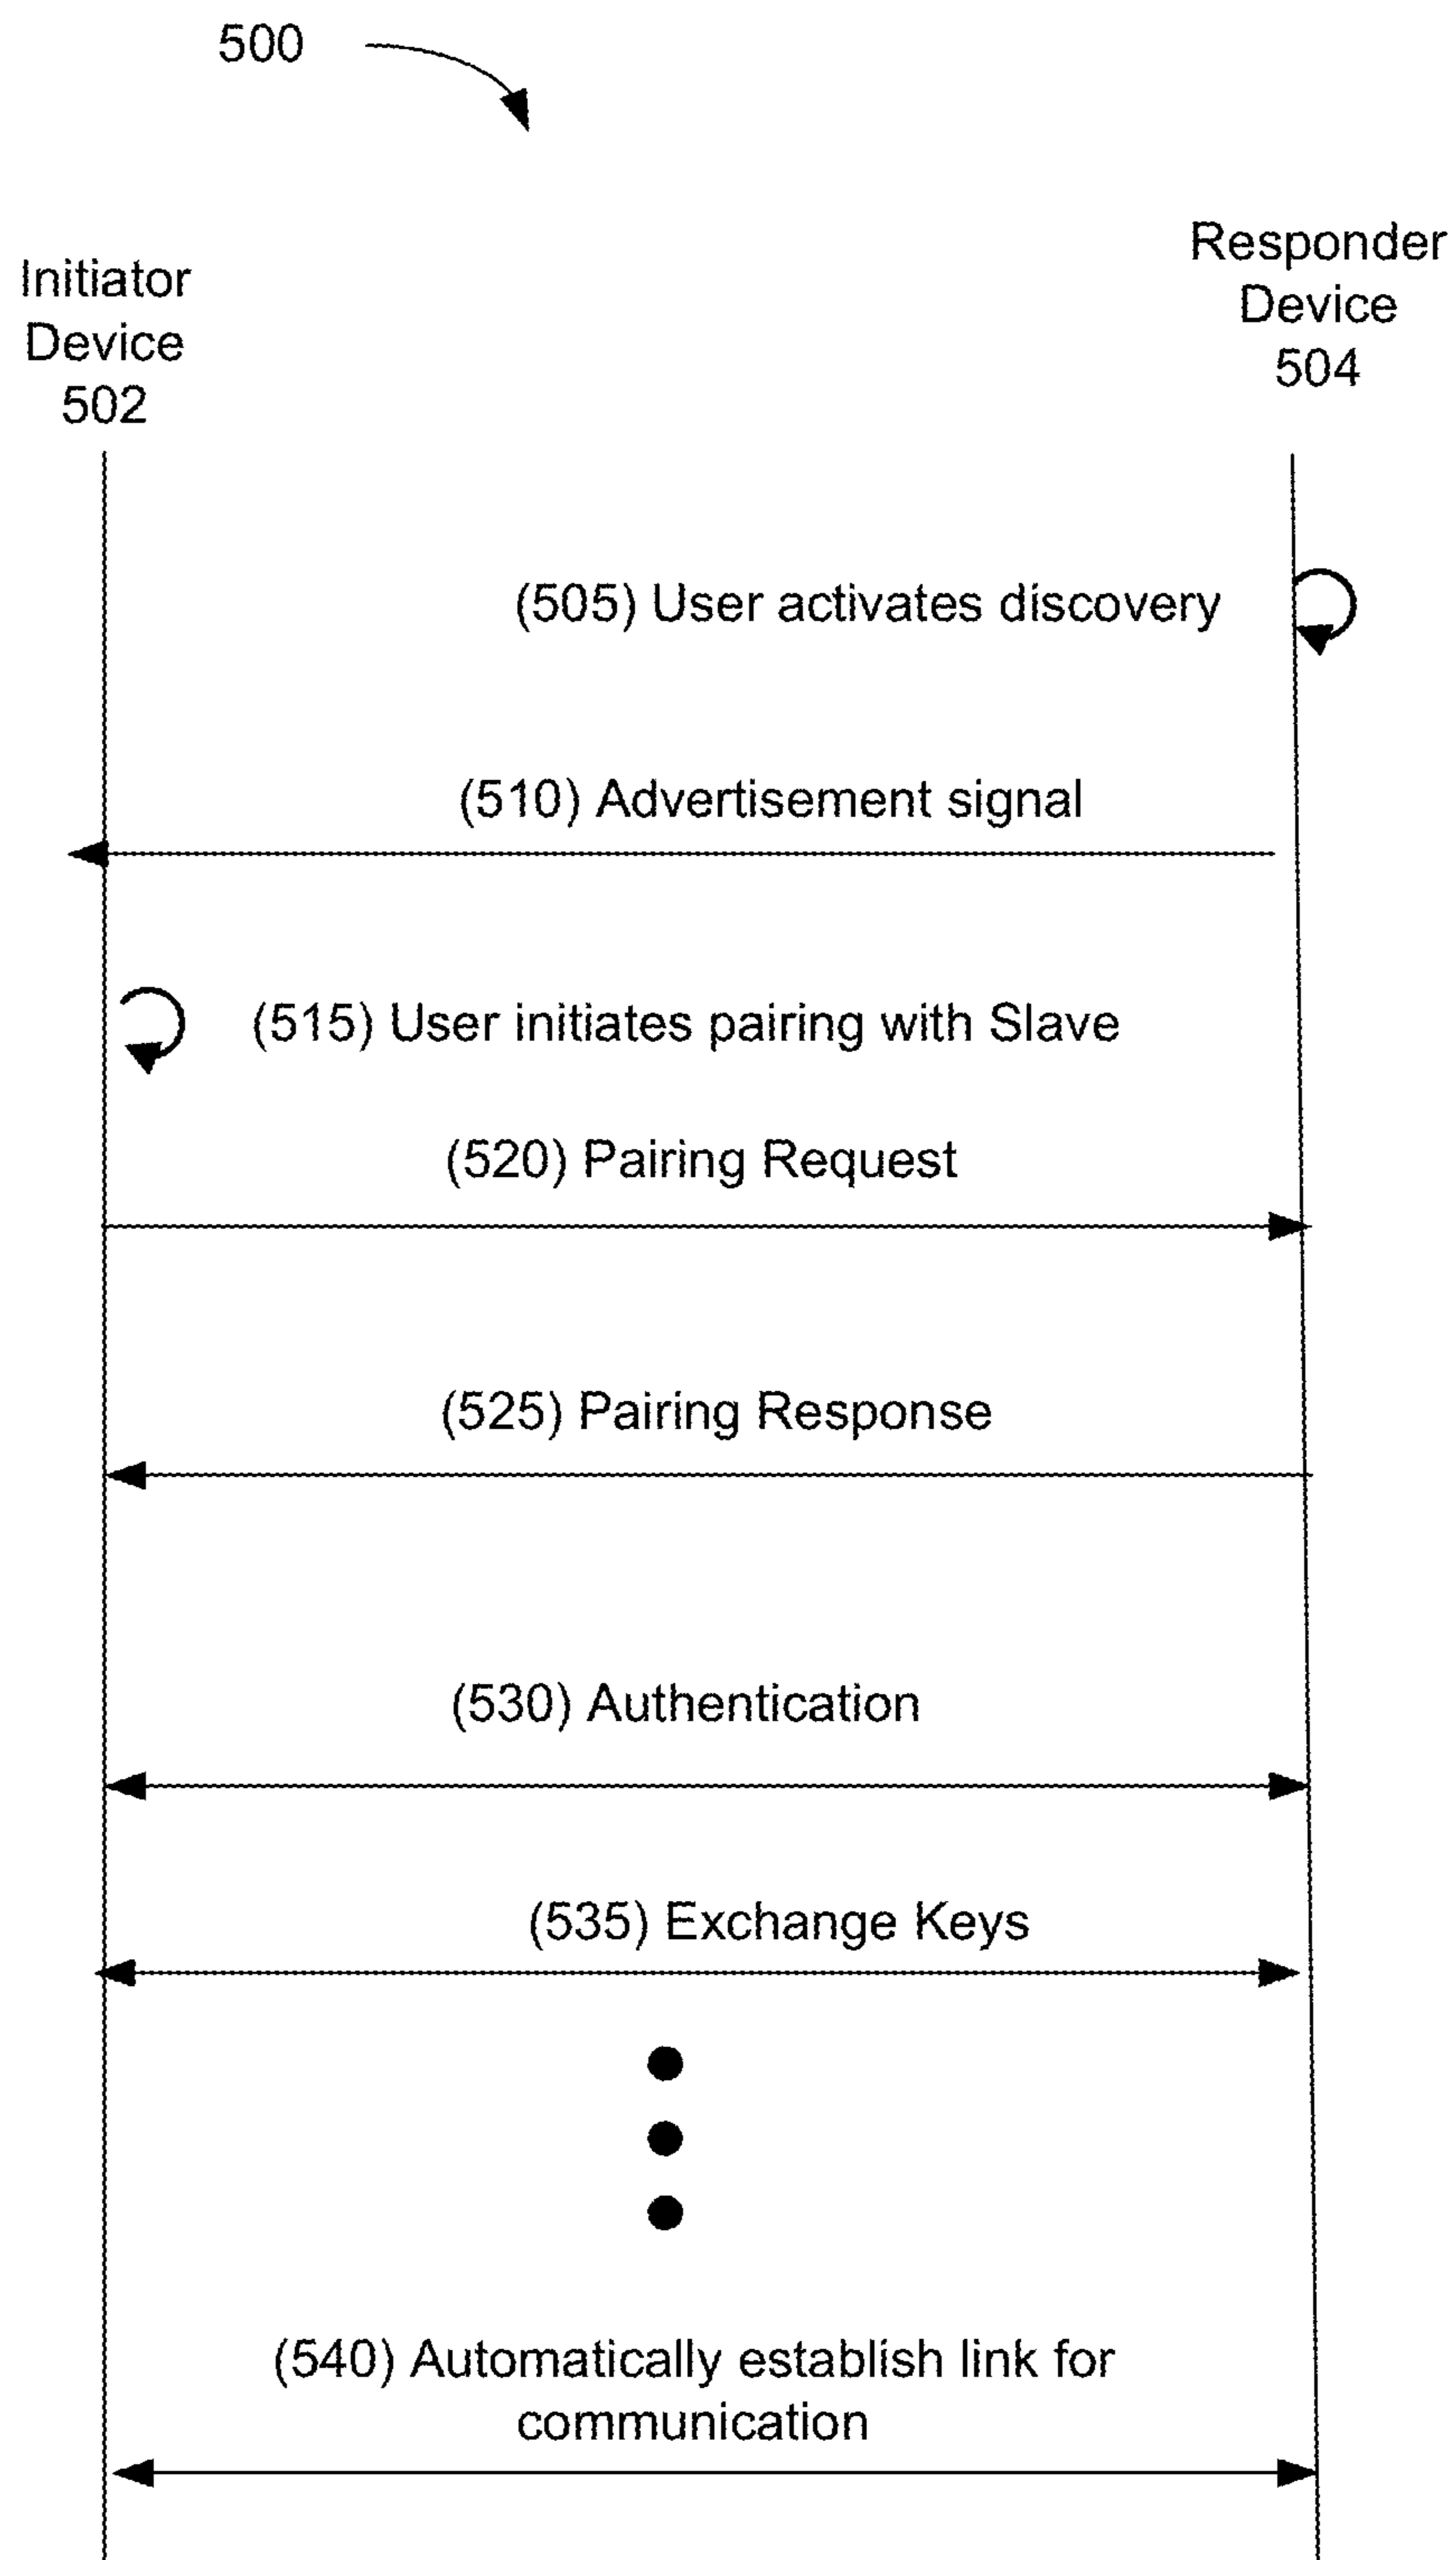 500
Initiator
Device
502
Responder
Device
504
(505) User activates discovery
(510) Advertisement signal
(515) User initiates pairing with Slave
(520) Pairing Request
(525) Pairing Response
(530) Authentication
(535) Exchange Keys
(540) Automatically establish link for
communication